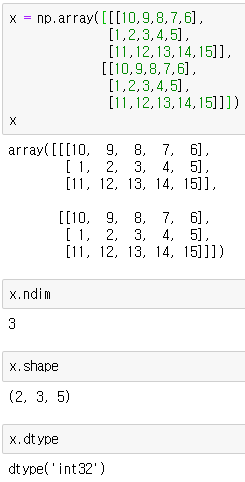 x = np.array([[[10,9,8,7,6],
[1,2,3,4,5],
[11,12,13,14,15]],
[[10,9,8,7,6],
[1,2,3,4,5],
[11,12,13,14,15]]])
x
array([[[10,  9,  8,  7,  6],
[ 1,  2,  3,  4,  5],
[11, 12, 13, 14, 15]],
[[10,  9,  8,  7,  6],
[ 1,  2,  3,  4,  5],
[11, 12, 13, 14, 15]]])
x.ndim
3
x.shape
(2, 3, 5)
x.dtype
dtype('int32')